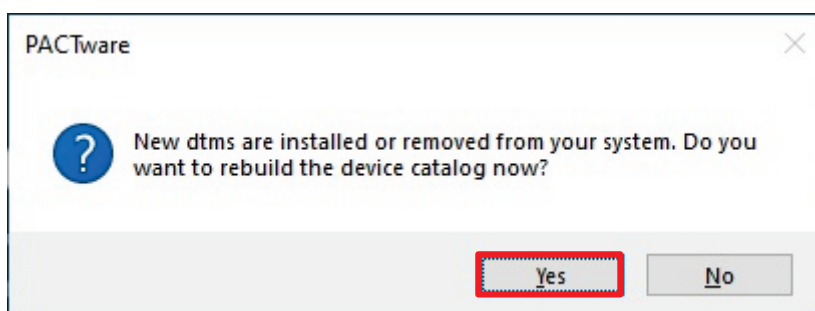 PACTware
New dtms are installed or removed from your system. Do you
want to rebuild the device catalog now?
Yes
No